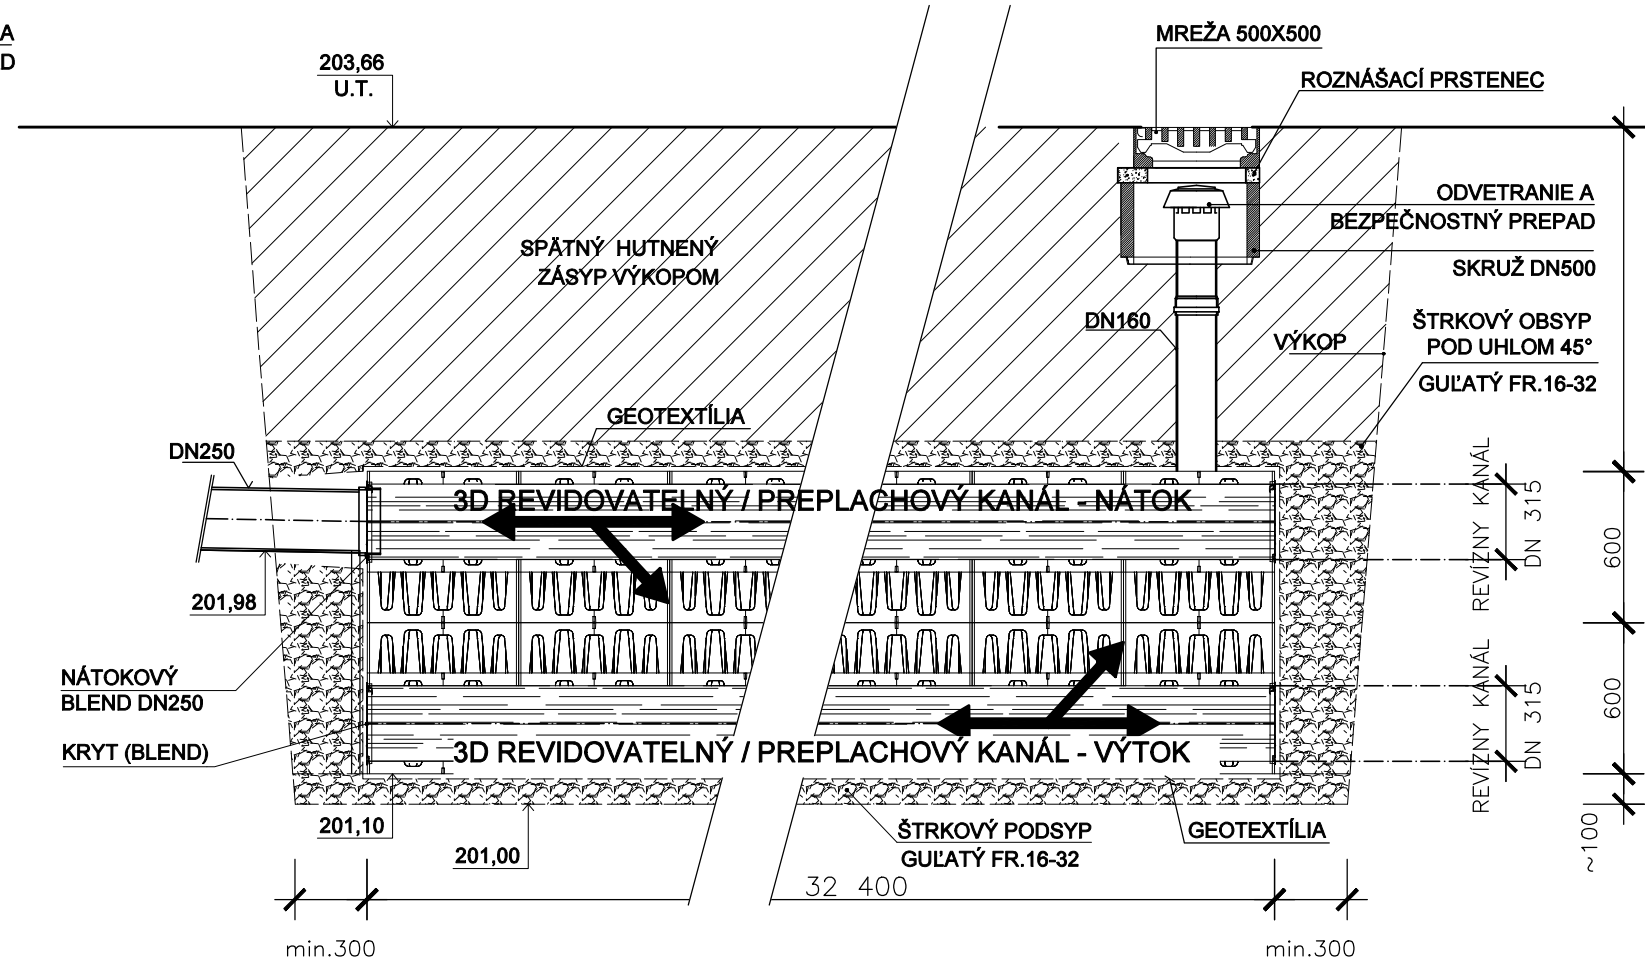 A
D
203,66
U.T.
MREŽA 500X500
ROZNÁŠACÍ PRSTENEC
ODVETRANIE A
BEZPEČNOSTNÝ PREPAD
SKRUŽ DN500
SPÄTNÝ HUTNENÝ
ZÁSYP VÝKOPOM
DN160
VÝKOP
ŠTRKOVÝ OBSYP
POD UHLOM 45°
GUĽATÝ FR.16-32
GEOTEXTÍLIA
DN250
3D REVIDOVATELNÝ / PREPLACHOVÝ KANÁL - NÁTOK
REVÍZNY KANÁL
DN 315
600
201,98
NÁTOKOVÝ
BLEND DN250
KRYT (BLEND)
3D REVIDOVATELNÝ / PREPLACHOVÝ KANÁL - VÝTOK
REVÍZNY KANÁL
DN 315
600
~100
201,10
201,00
ŠTRKOVÝ PODSYP
GUĽATÝ FR.16-32
GEOTEXTÍLIA
32 400
min.300
min.300